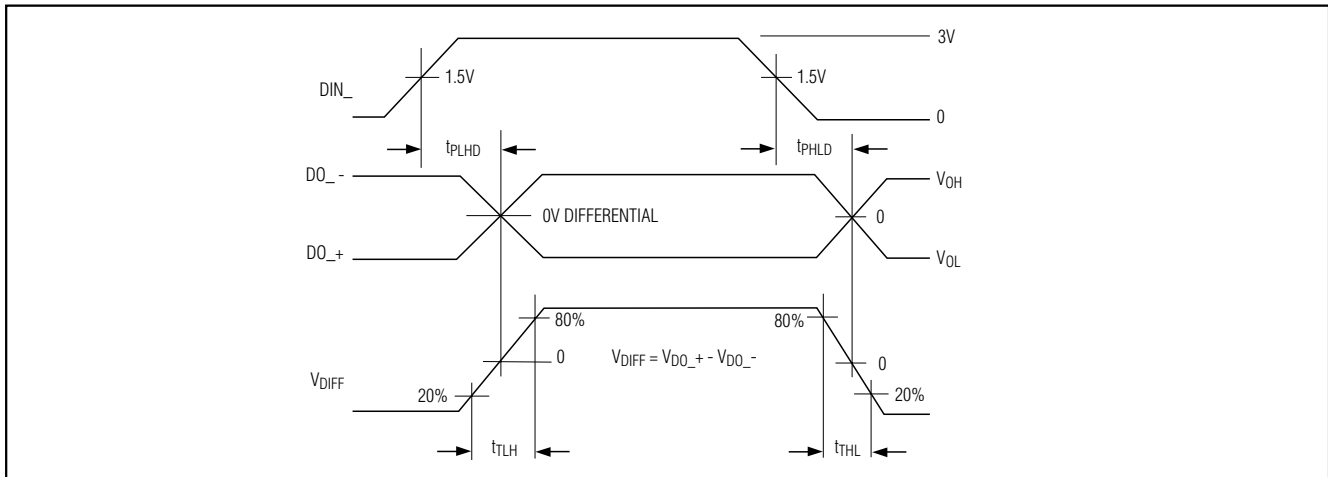 3V
1.5V
1.5V
DIN_
0
tPLHD
tPHLD
DO_ -
VOH
0V DIFFERENTIAL
0
DO_+
VOL
80%
80%
0
VDIFF = VDO_+ - VDO_-
0
VDIFF
20%
20%
tTLH
tTHL